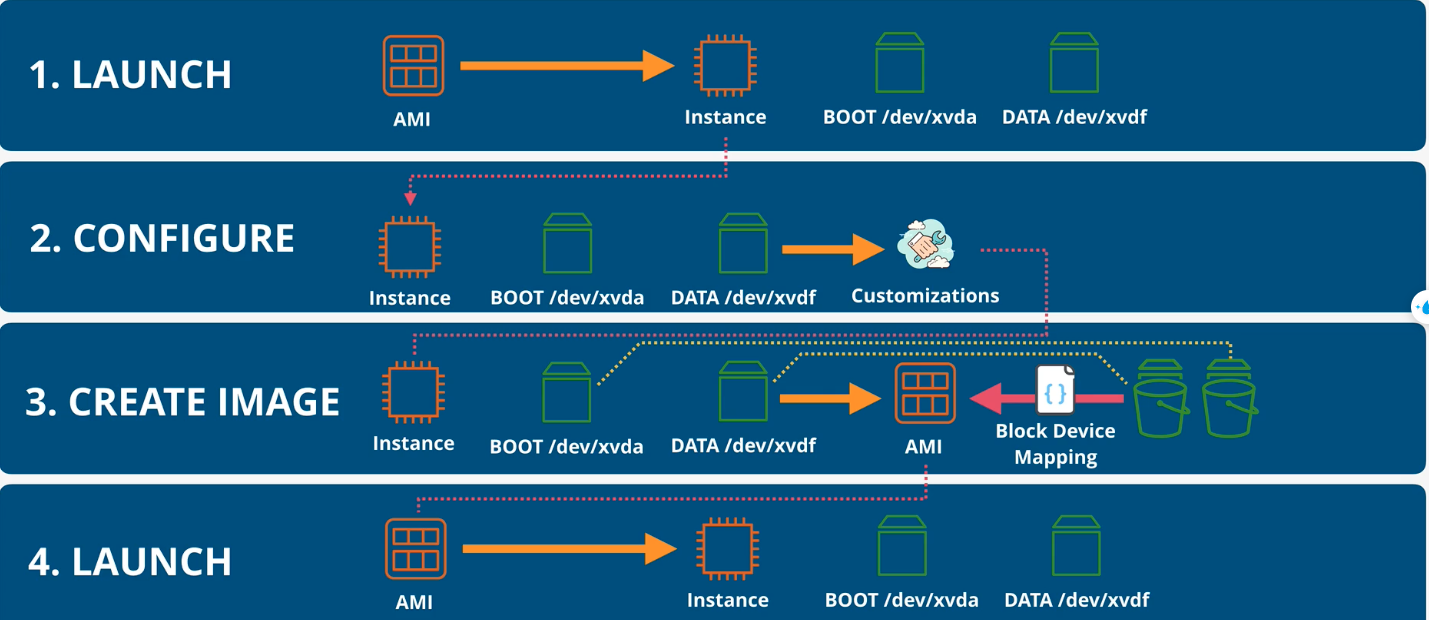 1. LAUNCH
AMI
Instance
BOOT /dev/xvda
DATA /dev/xvdf
2. CONFIGURE
Instance
BOOT /dev/xvda
DATA /dev/xvdf
Customizations
3. CREATE IMAGE
Instance
BOOT /dev/xvda
DATA /dev/xvdf
AMI
{ }
Block Device
Mapping
4. LAUNCH
AMI
Instance
BOOT /dev/xvda
DATA /dev/xvdf